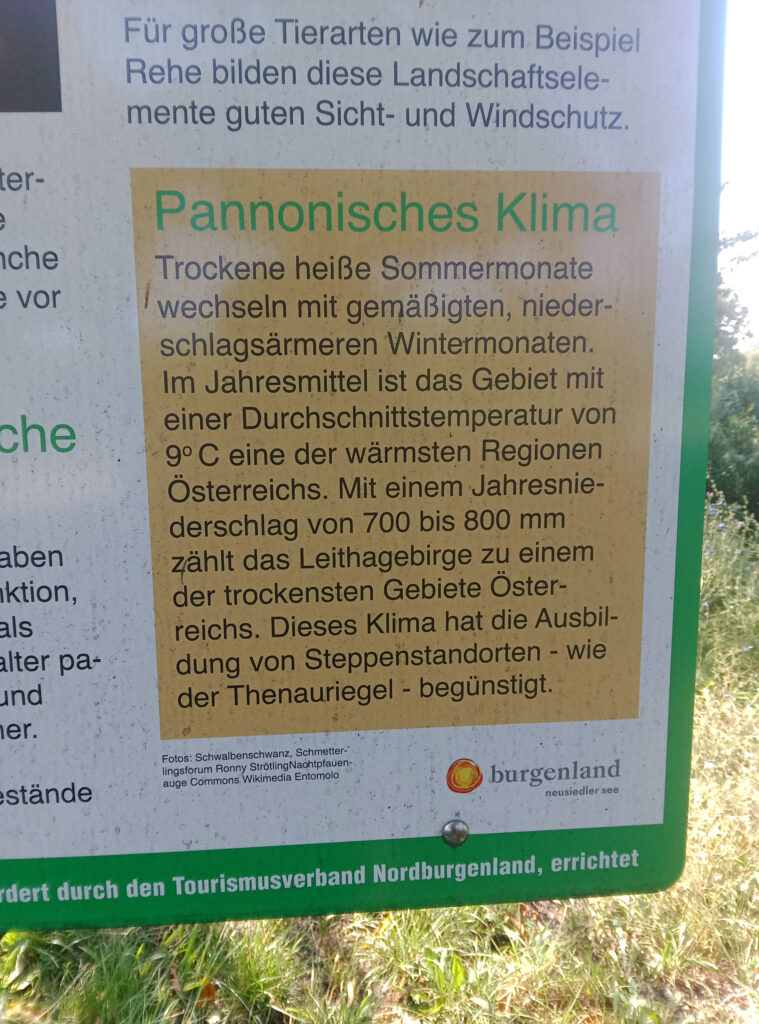 Für große Tierarten wie zum Beispiel
Rehe bilden diese Landschaftsele-
mente guten Sicht- und Windschutz.
ter-
e
nche
e vor
che
aben
nktion,
als
alter pa-
und
ner.
estände
Pannonisches Klima
Trockene heiße Sommermonate
wechseln mit gemäßigten, nieder-
schlagsärmeren Wintermonaten.
Im Jahresmittel ist das Gebiet mit
einer Durchschnittstemperatur von
9º C eine der wärmsten Regionen
Österreichs. Mit einem Jahresnie-
derschlag von 700 bis 800 mm
zählt das Leithagebirge zu einem
der trockensten Gebiete Öster-
reichs. Dieses Klima hat die Ausbil-
dung von Steppenstandorten - wie
der Thenauriegel - begünstigt.
Fotos: Schwalbenschwanz, Schmetter-
lingsforum Ronny StrötlingNachtpfauen-
auge Commons Wikimedia Entomolo
burgenland
neusiedler see
rdert durch den Tourismusverband Nordburgenland, errichtet